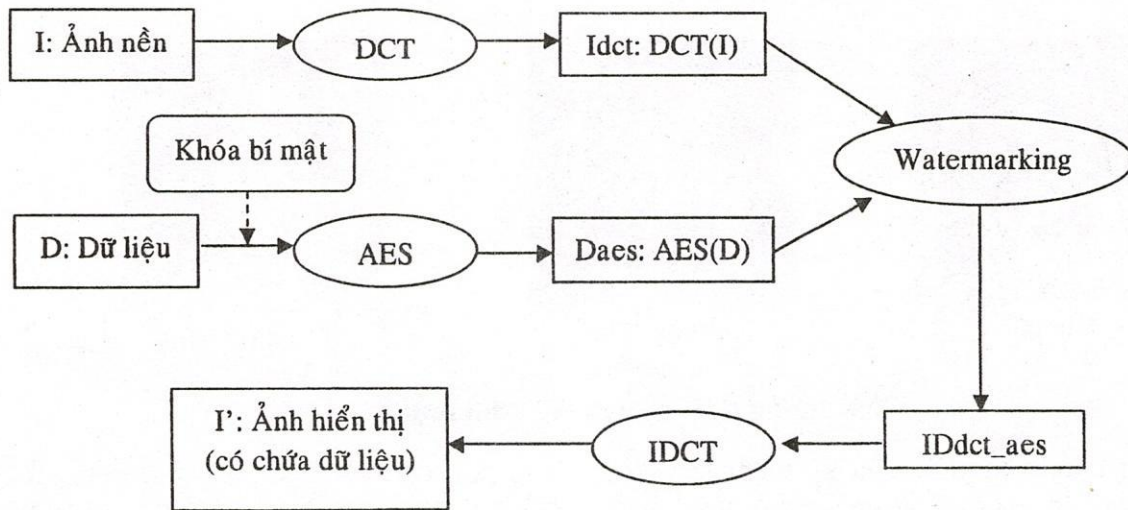 I: Ảnh nền
DCT
Idct: DCT(I)
Khóa bí mật
Watermarking
D: Dữ liệu
AES
Daes: AES(D)
I’: Ảnh hiển thị
(có chứa dữ liệu)
IDCT
IDdct_aes